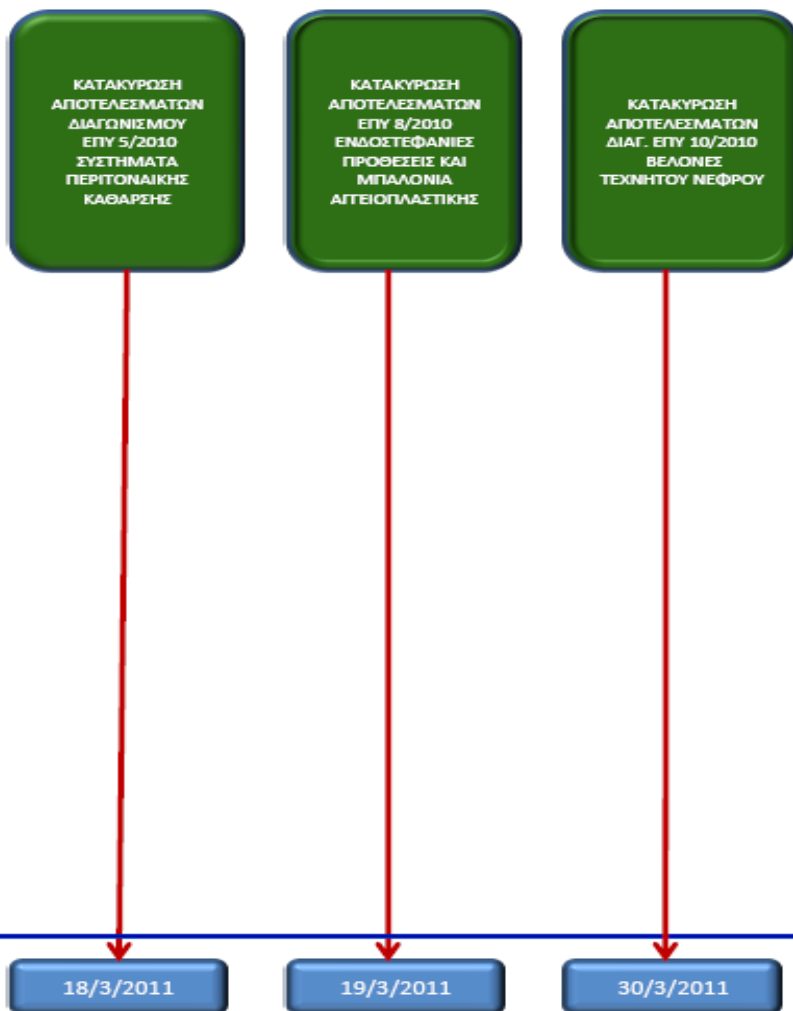 ΚΑΤΑΚΥΡΩΣΗ
ΑΠΟΤΕΛΕΣΜΑΤΩΝ
ΔΙΑΓΩΝΙΣΜΟΥ
ΕΠΥ 5/2010
ΣΥΣΤΗΜΑΤΑ
ΠΕΡΙΤΟΝΑΙΚΗΣ
ΚΑΘΑΡΣΗΣ
ΚΑΤΑΚΥΡΩΣΗ
ΑΠΟΤΕΛΕΣΜΑΤΩΝ
ΕΠΥ 8/2010
ΕΝΔΟΣΤΕΦΑΝΙΕΣ
ΠΡΟΘΕΣΕΙΣ ΚΑΙ
ΜΠΑΛΟΝΙΑ
ΑΓΓΕΙΟΠΛΑΣΤΙΚΗΣ
ΚΑΤΑΚΥΡΩΣΗ
ΑΠΟΤΕΛΕΣΜΑΤΩΝ
ΔΙΑΓ. ΕΠΥ 10/2010
ΒΕΛΟΝΕΣ
ΤΕΧΝΗΤΟΥ ΝΕΦΡΟΥ
18/3/2011
19/3/2011
30/3/2011